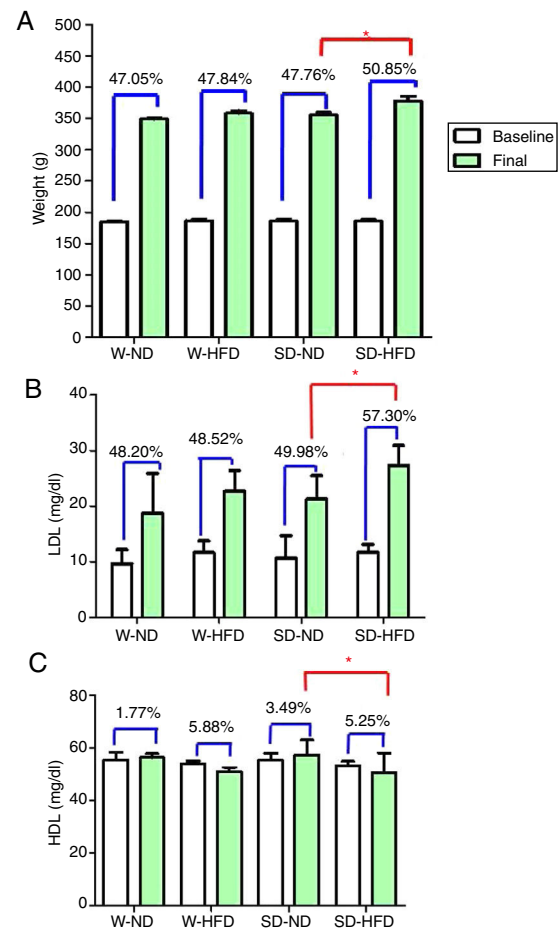 A
500
450
400
350
300
250
200
150
100
50
0
Weight (g)
47.05%
47.84%
47.76%
50.85%
*
W-ND
W-HFD
SD-ND
SD-HFD
Baseline
Final
B
40
30
20
10
0
LDL (mg/dl)
48.20%
48.52%
49.98%
57.30%
*
W-ND
W-HFD
SD-ND
SD-HFD
C
80
60
40
20
0
HDL (mg/dl)
1.77%
5.88%
3.49%
5.25%
*
W-ND
W-HFD
SD-ND
SD-HFD